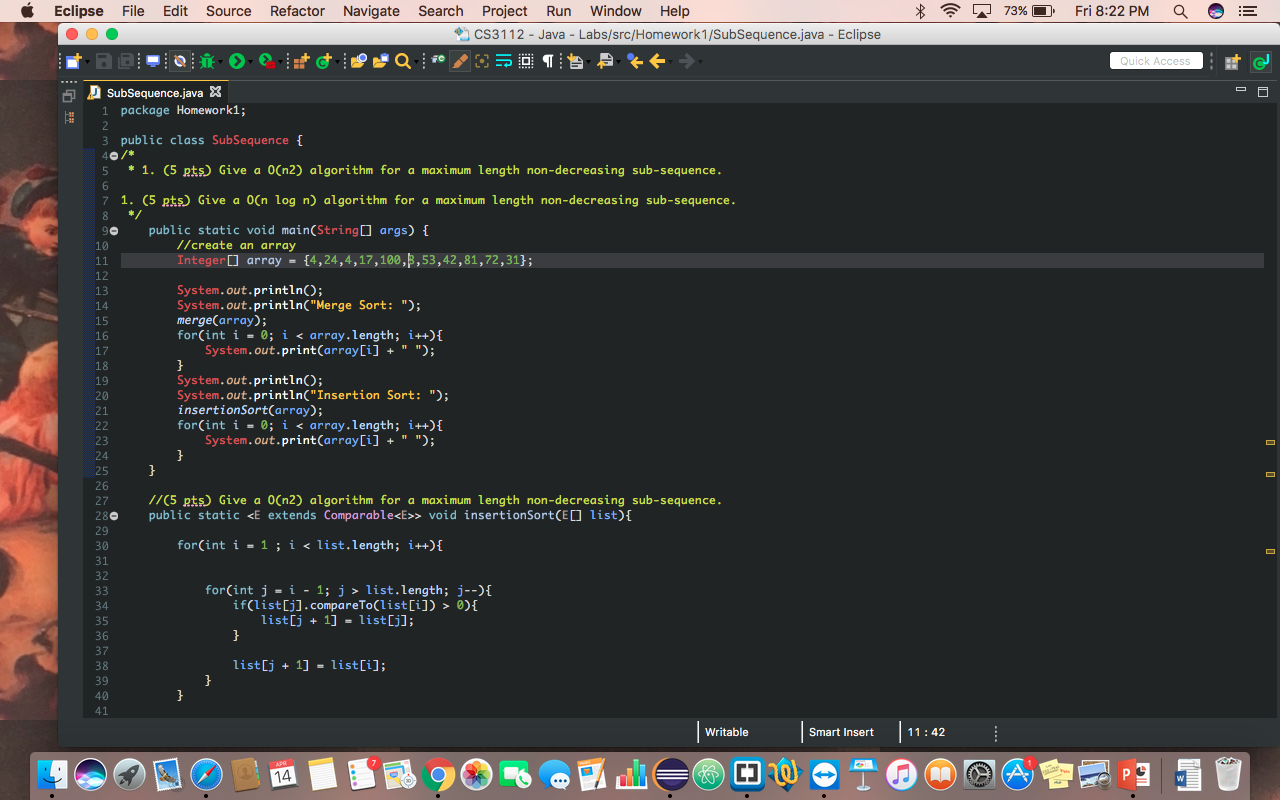 Eclipse File Edit Source Refactor Navigate Search Project Run Window Help 73% Fri 8:22 PM
CS3112 - Java - Labs/src/Homework1/SubSequence.java - Eclipse
Quick Access
SubSequence.java
1 package Homework1;
2
3 public class SubSequence {
4 /*
5 * 1. (5 pts) Give a O(n2) algorithm for a maximum length non-decreasing sub-sequence.
6
7 1. (5 pts) Give a O(n log n) algorithm for a maximum length non-decreasing sub-sequence.
8 */
9 public static void main(String[] args) {
10 //create an array
11 Integer[] array = {4,24,4,17,100,8,53,42,81,72,31};
12
13 System.out.println();
14 System.out.println("Merge Sort: ");
15 merge(array);
16 for(int i = 0; i < array.length; i++){
17 System.out.print(array[i] + " ");
18 }
19 System.out.println();
20 System.out.println("Insertion Sort: ");
21 insertionSort(array);
22 for(int i = 0; i < array.length; i++){
23 System.out.print(array[i] + " ");
24 }
25 }
26
27 //(5 pts) Give a O(n2) algorithm for a maximum length non-decreasing sub-sequence.
28 public static <E extends Comparable<E>> void insertionSort(E[] list){
29
30 for(int i = 1 ; i < list.length; i++){
31
32
33 for(int j = i - 1; j > list.length; j--){
34 if(list[j].compareTo(list[i]) > 0){
35 list[j + 1] = list[j];
36 }
37
38 list[j + 1] = list[i];
39 }
40 }
41
Writable Smart Insert 11 : 42
APR 14
7
1